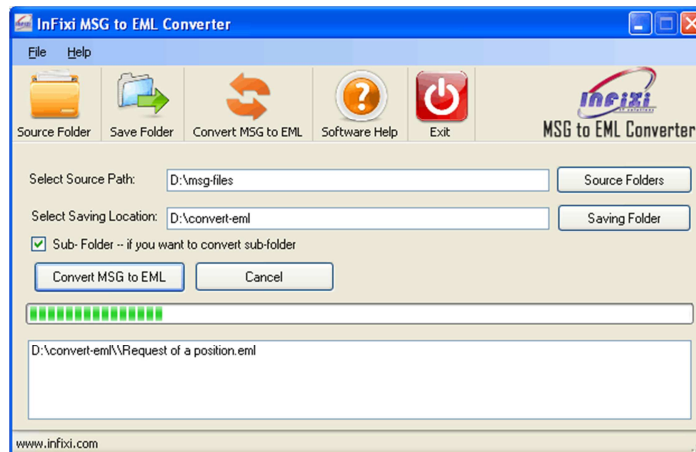 InFixi MSG to EML Converter
File Help
Source Folder Save Folder Convert MSG to EML Software Help Exit
InFixi
MSG to EML Converter
Select Source Path: D:\msg-files Source Folders
Select Saving Location: D:\convert-eml Saving Folder
Sub- Folder -- if you want to convert sub-folder
Convert MSG to EML Cancel
D:\convert-eml\\Request of a position.eml
www.infixi.com